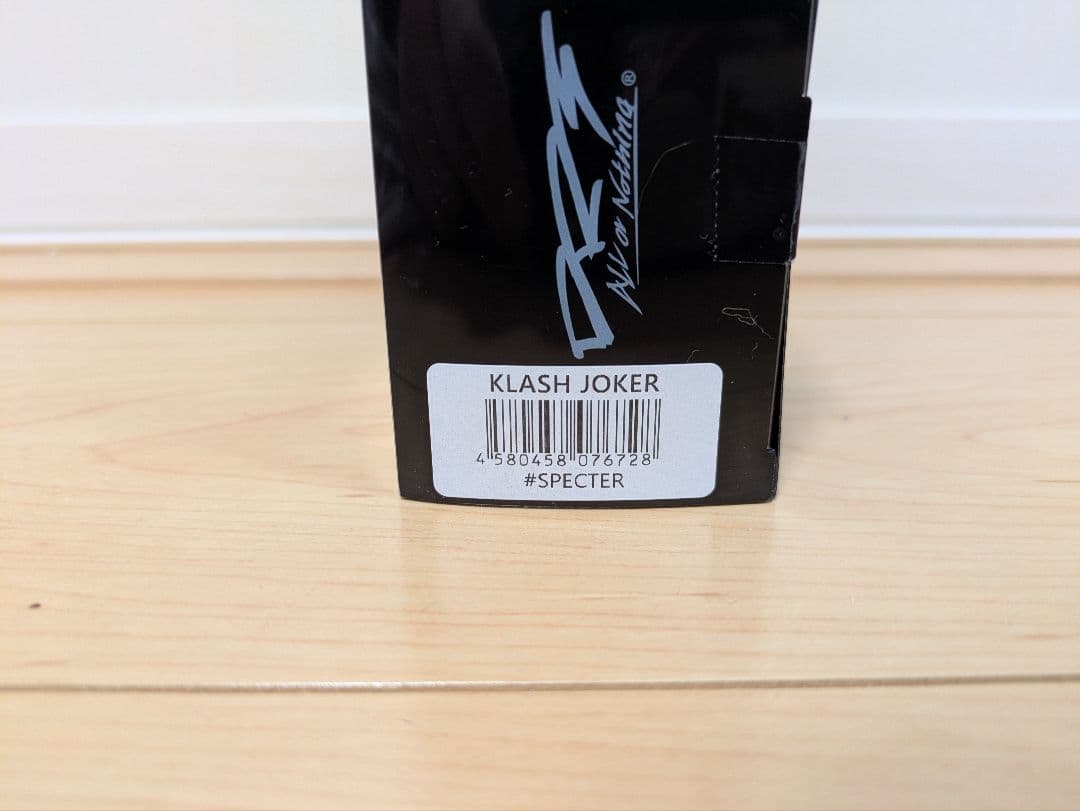 All or Nothing®
KLASH JOKER
4 580458 076728
#SPECTER